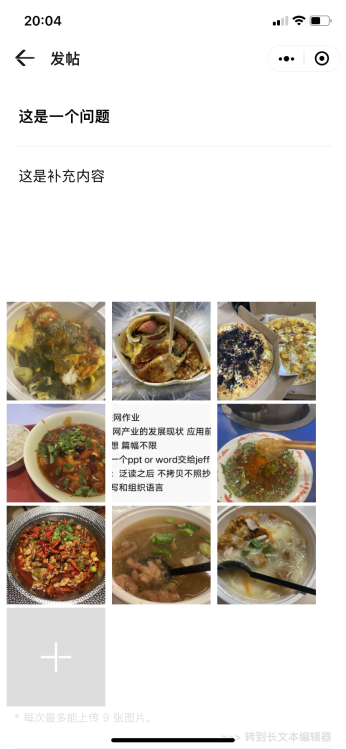 20:04
发帖
这是一个问题
这是补充内容
网作业
网产业的发展现状 应用前
想 篇幅不限
一个ppt or word交给jeff
：泛读之后 不拷贝不照抄
写和组织语言
* 每次最多能上传 9 张图片。
>> 转到长文本编辑器